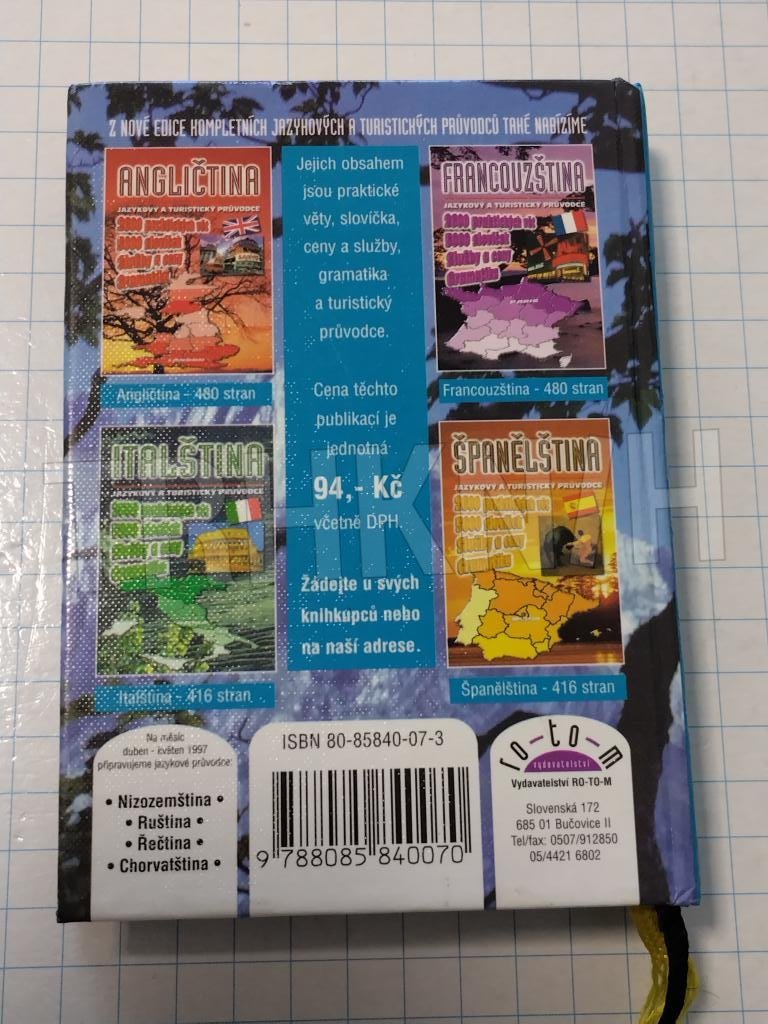 Z NOVÉ EDICE KOMPLETNÍCH JAZYKOVÝCH A TURISTICKÝCH PRŮVODCŮ TAKÉ NABÍZÍME
ANGLIČTINA
JAZYKOVÝ A TURISTICKÝ PRŮVODCE
Angličtina - 480 stran
Jejich obsahem
jsou praktické
věty, slovíčka,
ceny a služby,
gramatika
a turistický
průvodce.
Cena těchto
publikací je
jednotná
94,- Kč
včetně DPH.
Žádejte u svých
knihkupců nebo
na naší adrese.
FRANCOUZŠTINA
JAZYKOVÝ A TURISTICKÝ PRŮVODCE
PARIS
Francouzština - 480 stran
ITALŠTINA
JAZYKOVÝ A TURISTICKÝ PRŮVODCE
Italština - 416 stran
ŠPANĚLŠTINA
JAZYKOVÝ A TURISTICKÝ PRŮVODCE
Španělština - 416 stran
Na měsíc
duben - květen 1997
připravujeme jazykové průvodce:
• Nizozemština •
• Ruština •
• Řečtina •
• Chorvatština •
ISBN 80-85840-07-3
9 788085 840070
ro-to-m
vydavatelství
Vydavatelství RO-TO-M
Slovenská 172
685 01 Bučovice II
Tel/fax: 0507/912850
05/4421 6802